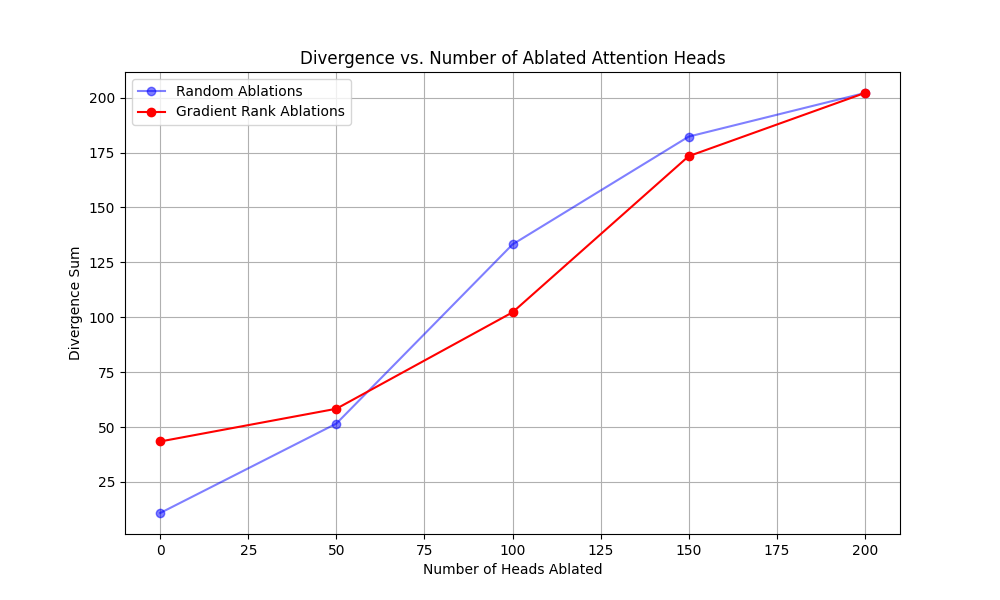 Divergence vs. Number of Ablated Attention Heads
Random Ablations
Gradient Rank Ablations
Divergence Sum
200
175
150
125
100
75
50
25
0 25 50 75 100 125 150 175 200
Number of Heads Ablated